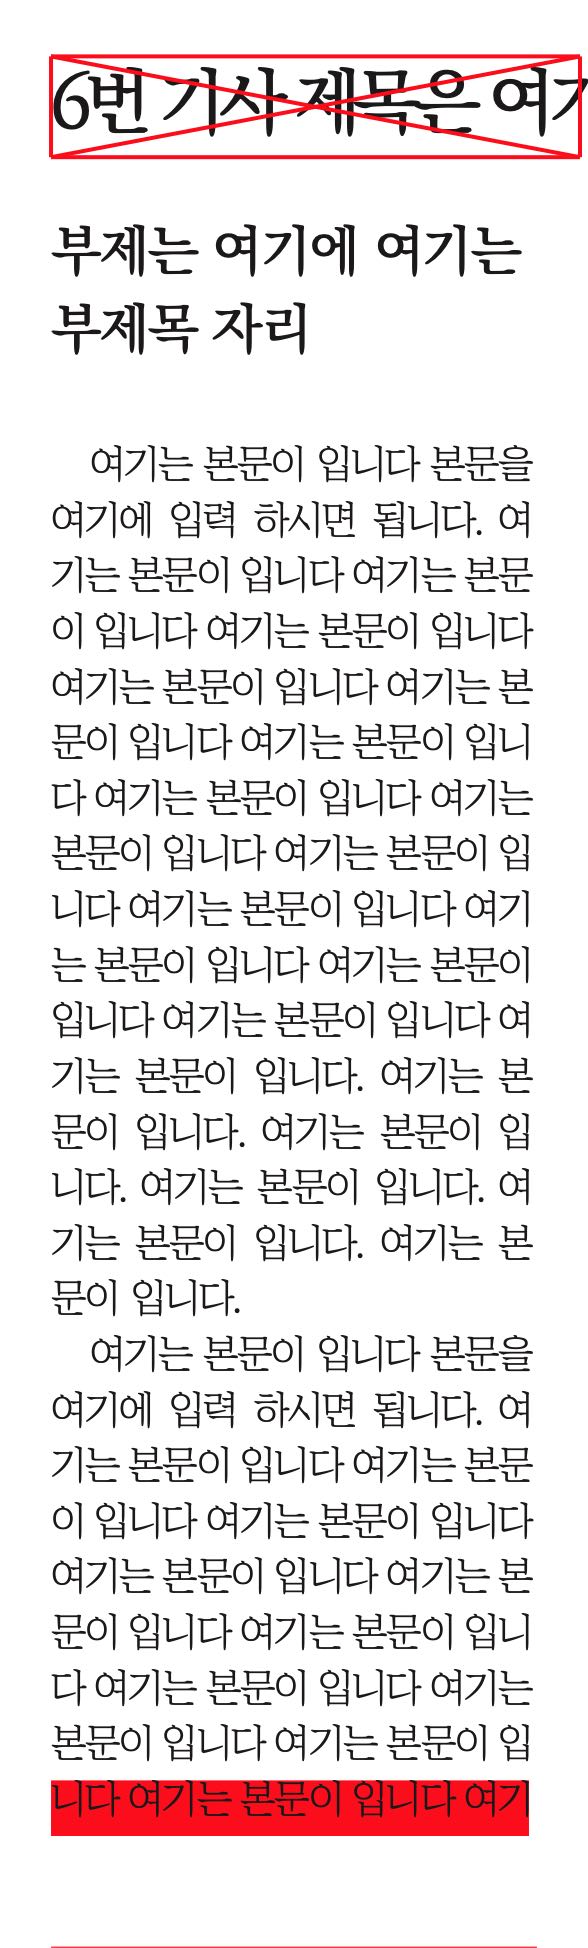 6번 기사 제목은 여
부제는 여기에 여기는
부제목 자리
여기는 본문이 입니다 본문을
여기에 입력 하시면 됩니다. 여
기는 본문이 입니다 여기는 본문
이 입니다 여기는 본문이 입니다
여기는 본문이 입니다 여기는 본
문이 입니다 여기는 본문이 입니
다 여기는 본문이 입니다 여기는
본문이 입니다 여기는 본문이 입
니다 여기는 본문이 입니다 여기
는 본문이 입니다 여기는 본문이
입니다 여기는 본문이 입니다 여
기는 본문이 입니다. 여기는 본
문이 입니다. 여기는 본문이 입
니다. 여기는 본문이 입니다. 여
기는 본문이 입니다. 여기는 본
문이 입니다.
여기는 본문이 입니다 본문을
여기에 입력 하시면 됩니다. 여
기는 본문이 입니다 여기는 본문
이 입니다 여기는 본문이 입니다
여기는 본문이 입니다 여기는 본
문이 입니다 여기는 본문이 입니
다 여기는 본문이 입니다 여기는
본문이 입니다 여기는 본문이 입
니다 여기는 본문이 입니다 여기